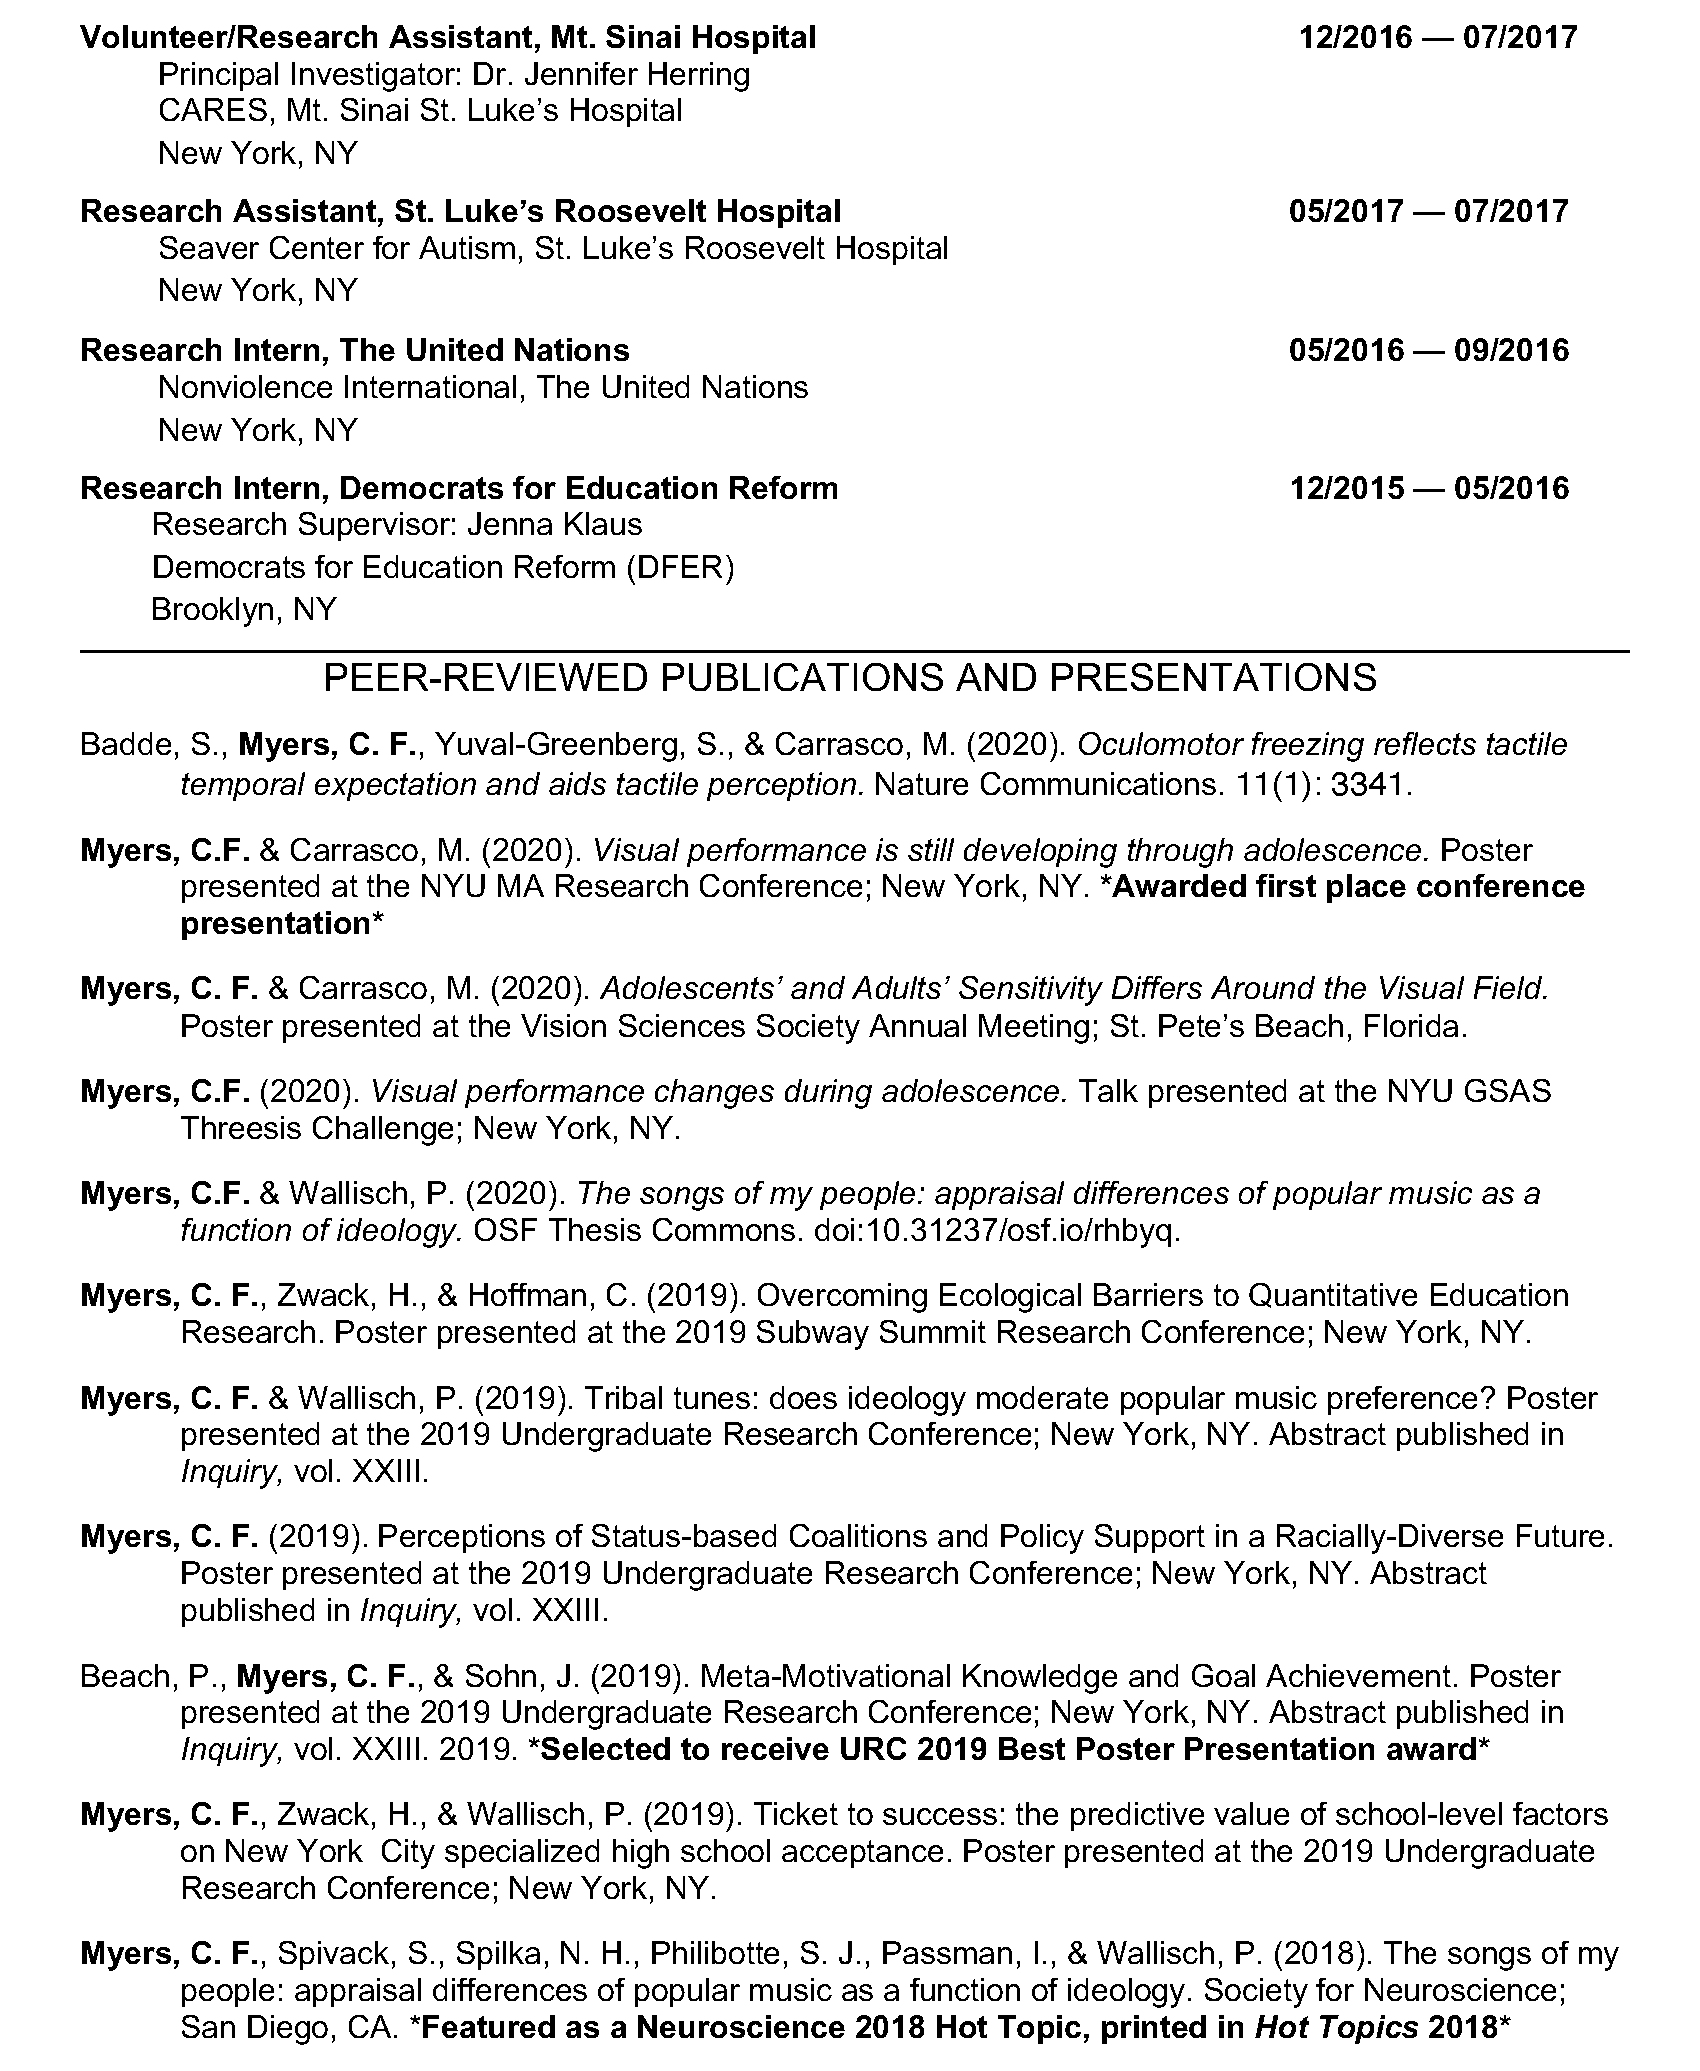 Volunteer/Research Assistant, Mt. Sinai Hospital 12/2016 — 07/2017
Principal Investigator: Dr. Jennifer Herring
CARES, Mt. Sinai St. Luke’s Hospital
New York, NY
Research Assistant, St. Luke’s Roosevelt Hospital 05/2017 — 07/2017
Seaver Center for Autism, St. Luke’s Roosevelt Hospital
New York, NY
Research Intern, The United Nations 05/2016 — 09/2016
Nonviolence International, The United Nations
New York, NY
Research Intern, Democrats for Education Reform 12/2015 — 05/2016
Research Supervisor: Jenna Klaus
Democrats for Education Reform (DFER)
Brooklyn, NY
PEER-REVIEWED PUBLICATIONS AND PRESENTATIONS
Badde, S., Myers, C. F., Yuval-Greenberg, S., & Carrasco, M. (2020). Oculomotor freezing reflects tactile
temporal expectation and aids tactile perception. Nature Communications. 11(1): 3341.
Myers, C.F. & Carrasco, M. (2020). Visual performance is still developing through adolescence. Poster
presented at the NYU MA Research Conference; New York, NY. *Awarded first place conference
presentation*
Myers, C. F. & Carrasco, M. (2020). Adolescents’ and Adults’ Sensitivity Differs Around the Visual Field.
Poster presented at the Vision Sciences Society Annual Meeting; St. Pete’s Beach, Florida.
Myers, C.F. (2020). Visual performance changes during adolescence. Talk presented at the NYU GSAS
Threesis Challenge; New York, NY.
Myers, C.F. & Wallisch, P. (2020). The songs of my people: appraisal differences of popular music as a
function of ideology. OSF Thesis Commons. doi:10.31237/osf.io/rhbyq.
Myers, C. F., Zwack, H., & Hoffman, C. (2019). Overcoming Ecological Barriers to Quantitative Education
Research. Poster presented at the 2019 Subway Summit Research Conference; New York, NY.
Myers, C. F. & Wallisch, P. (2019). Tribal tunes: does ideology moderate popular music preference? Poster
presented at the 2019 Undergraduate Research Conference; New York, NY. Abstract published in
Inquiry, vol. XXIII.
Myers, C. F. (2019). Perceptions of Status-based Coalitions and Policy Support in a Racially-Diverse Future.
Poster presented at the 2019 Undergraduate Research Conference; New York, NY. Abstract
published in Inquiry, vol. XXIII.
Beach, P., Myers, C. F., & Sohn, J. (2019). Meta-Motivational Knowledge and Goal Achievement. Poster
presented at the 2019 Undergraduate Research Conference; New York, NY. Abstract published in
Inquiry, vol. XXIII. 2019. *Selected to receive URC 2019 Best Poster Presentation award*
Myers, C. F., Zwack, H., & Wallisch, P. (2019). Ticket to success: the predictive value of school-level factors
on New York  City specialized high school acceptance. Poster presented at the 2019 Undergraduate
Research Conference; New York, NY.
Myers, C. F., Spivack, S., Spilka, N. H., Philibotte, S. J., Passman, I., & Wallisch, P. (2018). The songs of my
people: appraisal differences of popular music as a function of ideology. Society for Neuroscience;
San Diego, CA. *Featured as a Neuroscience 2018 Hot Topic, printed in Hot Topics 2018*